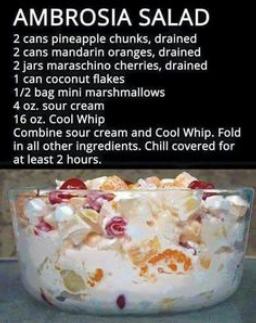 AMBROSIA SALAD
2 cans pineapple chunks, drained
2 cans mandarin oranges, drained
2 jars maraschino cherries, drained
1 can coconut flakes
1/2 bag mini marshmallows
4 oz. sour cream
16 oz. Cool Whip
Combine sour cream and Cool Whip. Fold
in all other ingredients. Chill covered for
at least 2 hours.